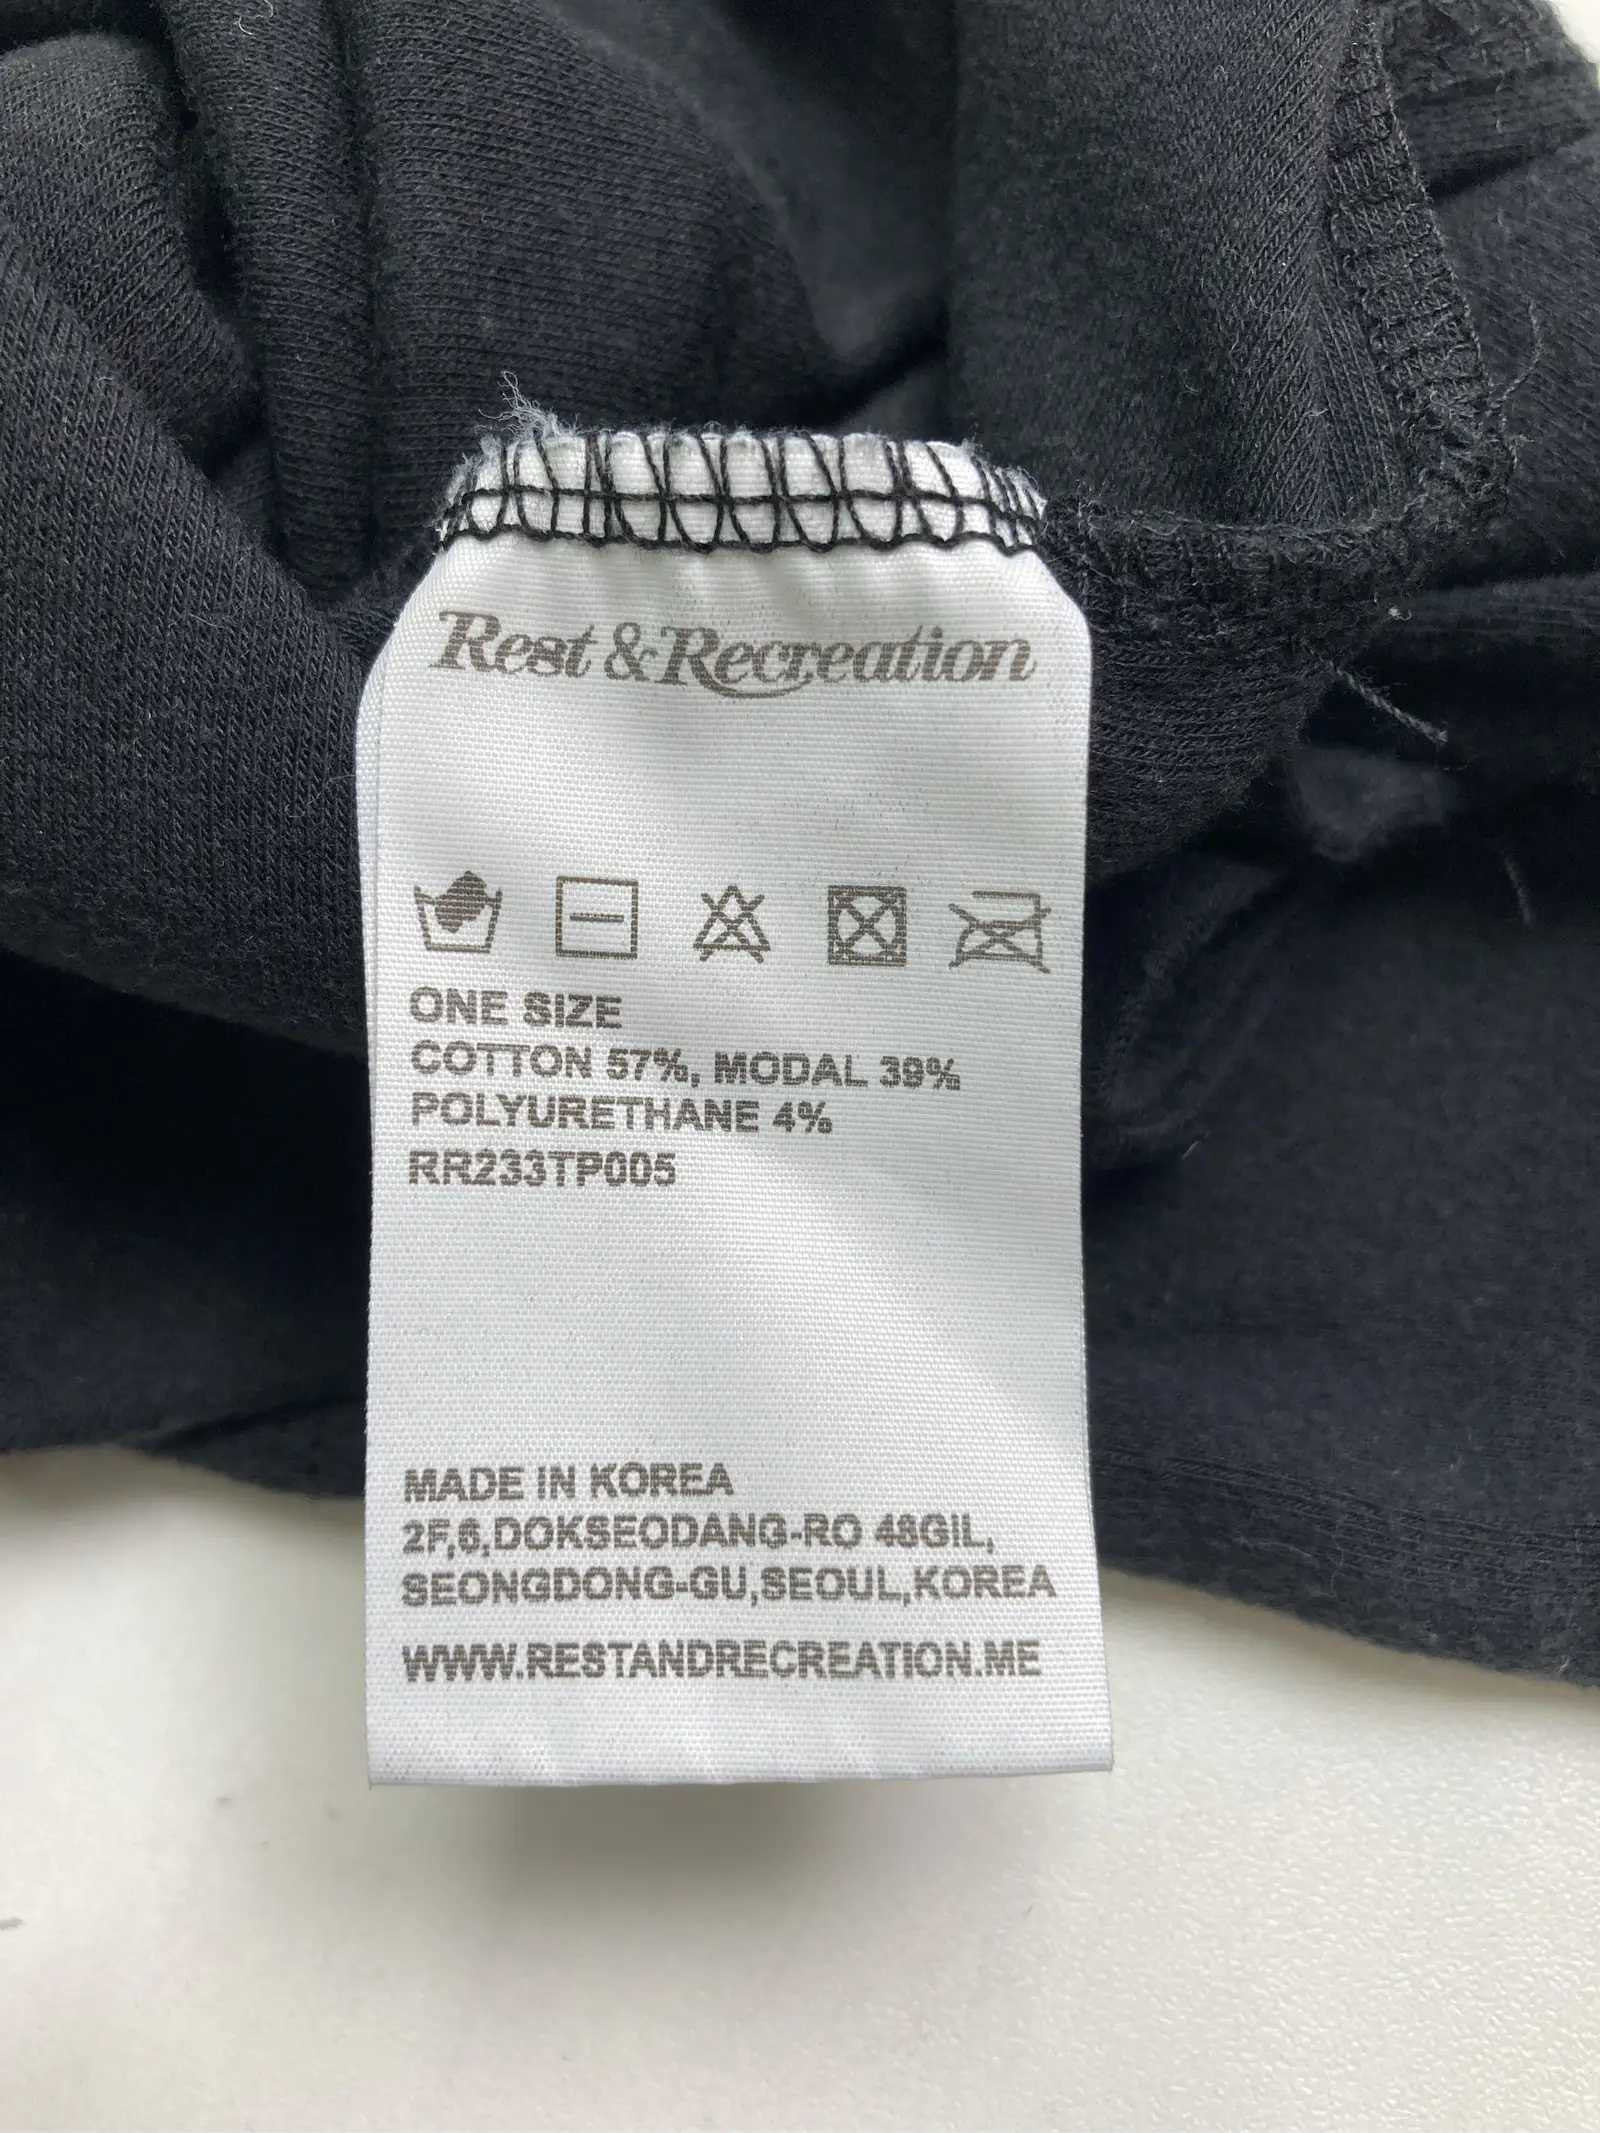 Rest & Recreation
ONE SIZE
COTTON 57%, MODAL 39%
POLYURETHANE 4%
RR233TP005
MADE IN KOREA
2F,6,DOKSEODANG-RO 48GIL,
SEONGDONG-GU,SEOUL,KOREA
WWW.RESTANDRECREATION.ME